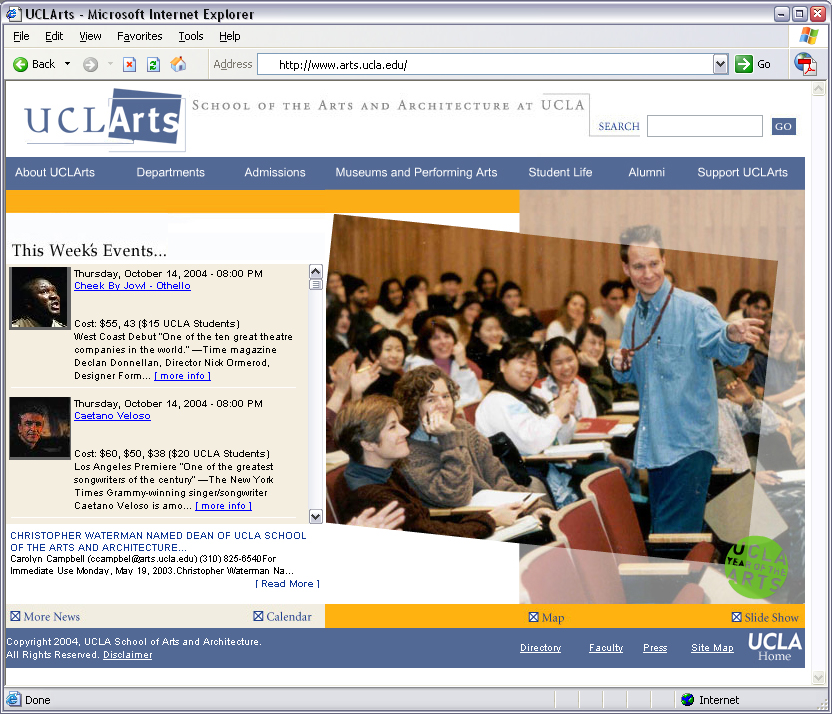 UCLArts - Microsoft Internet Explorer
File Edit View Favorites Tools Help
Back Address http://www.arts.ucla.edu/ Go
UCLArts SCHOOL OF THE ARTS AND ARCHITECTURE AT UCLA
SEARCH GO
About UCLArts Departments Admissions Museums and Performing Arts Student Life Alumni Support UCLArts
This Week's Events...
Thursday, October 14, 2004 - 08:00 PM
Cheek By Jowl - Othello
Cost: $55, 43 ($15 UCLA Students)
West Coast Debut "One of the ten great theatre
companies in the world." —Time magazine
Declan Donnellan, Director Nick Ormerod,
Designer Form... [ more info ]
Thursday, October 14, 2004 - 08:00 PM
Caetano Veloso
Cost: $60, $50, $38 ($20 UCLA Students)
Los Angeles Premiere "One of the greatest
songwriters of the century" —The New York
Times Grammy-winning singer/songwriter
Caetano Veloso is amo... [ more info ]
CHRISTOPHER WATERMAN NAMED DEAN OF UCLA SCHOOL
OF THE ARTS AND ARCHITECTURE...
Carolyn Campbell (ccampbel@arts.ucla.edu) (310) 825-6540For
Immediate Use Monday, May 19, 2003.Christopher Waterman Na...
[ Read More ]
UCLA
YEAR OF THE
ARTS
More News Calendar Map Slide Show
Copyright 2004, UCLA School of Arts and Architecture.
All Rights Reserved. Disclaimer
Directory Faculty Press Site Map UCLA
Home
Done Internet